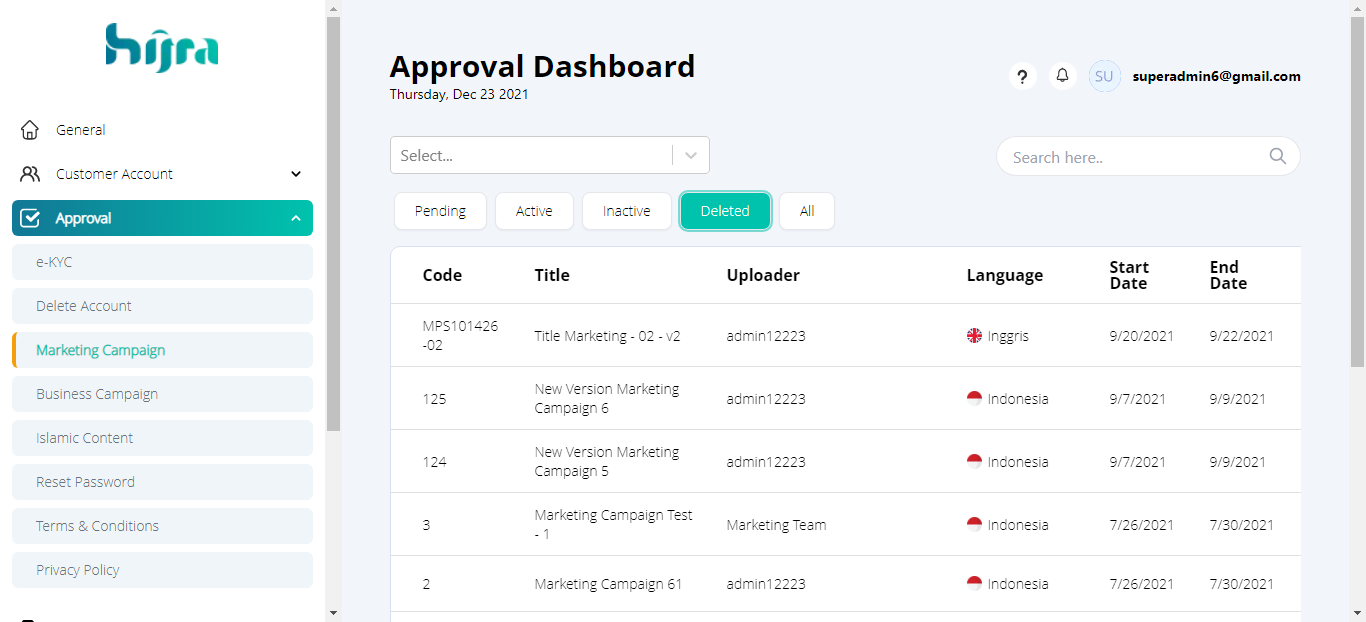 hijra
General
Customer Account
Approval
e-KYC
Delete Account
Marketing Campaign
Business Campaign
Islamic Content
Reset Password
Terms & Conditions
Privacy Policy
Approval Dashboard
Thursday, Dec 23 2021
?
SU
superadmin6@gmail.com
Select...
Search here..
Pending
Active
Inactive
Deleted
All
Code
Title
Uploader
Language
Start
Date
End
Date
MPS101426
-02
Title Marketing - 02 - v2
admin12223
Inggris
9/20/2021
9/22/2021
125
New Version Marketing
Campaign 6
admin12223
Indonesia
9/7/2021
9/9/2021
124
New Version Marketing
Campaign 5
admin12223
Indonesia
9/7/2021
9/9/2021
3
Marketing Campaign Test
- 1
Marketing Team
Indonesia
7/26/2021
7/30/2021
2
Marketing Campaign 61
admin12223
Indonesia
7/26/2021
7/30/2021